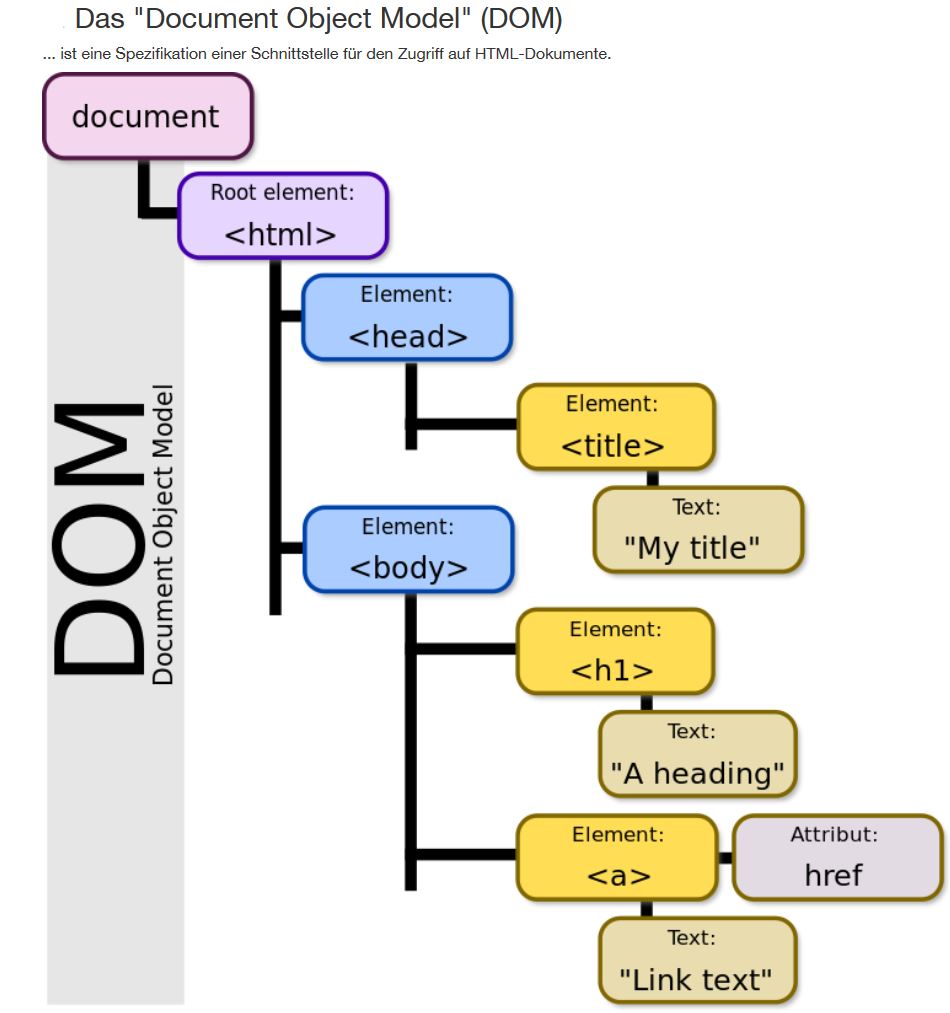 Das "Document Object Model" (DOM)
... ist eine Spezifikation einer Schnittstelle für den Zugriff auf HTML-Dokumente.
document
Root element:
<html>
Element:
<head>
Element:
<title>
Text:
"My title"
DOM
Document Object Model
Element:
<body>
Element:
<h1>
Text:
"A heading"
Element:
<a>
Attribut:
href
Text:
"Link text"